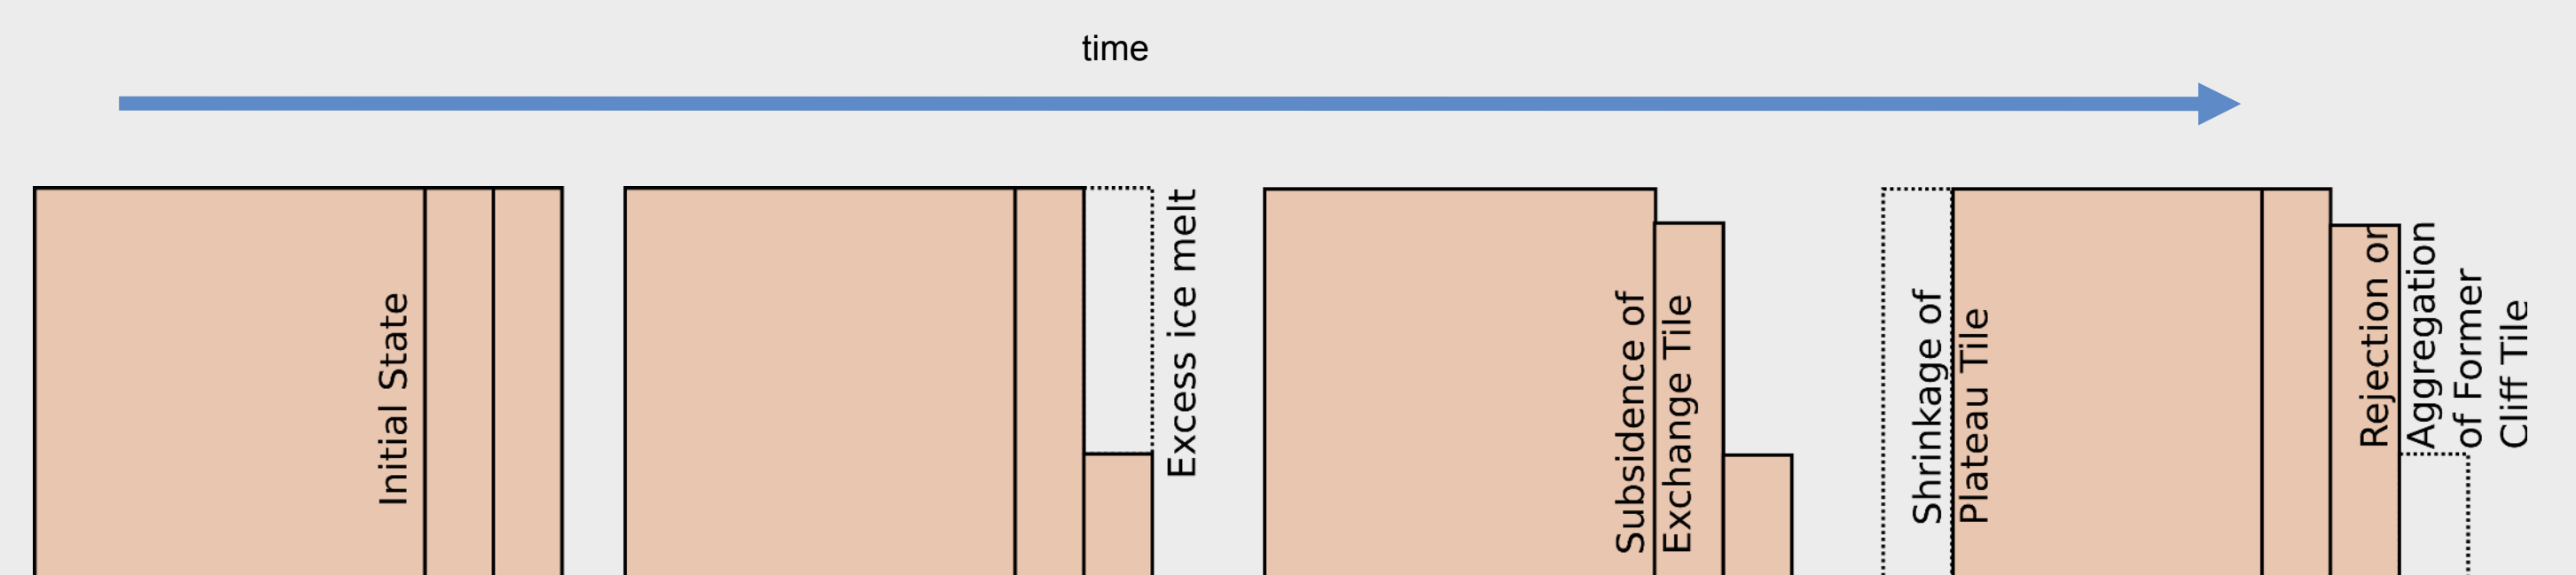 time
Initial State
Excess ice melt
Subsidence of
Exchange Tile
Shrinkage of
Plateau Tile
Rejection or
Aggregation
of Former
Cliff Tile